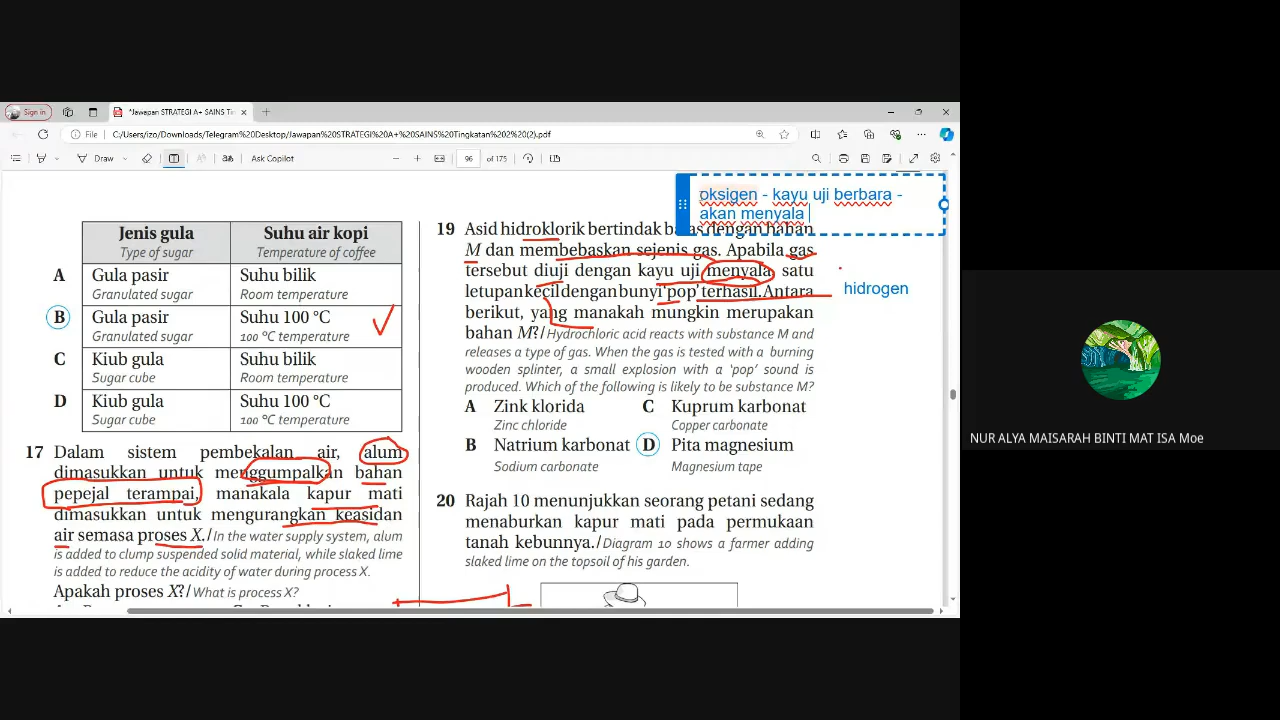 Sign in
*Jawapan STRATEGI A+ SAINS Tin
File
C:/Users/izo/Downloads/Telegram%20Desktop/Jawapan%20STRATEGI%20A+%20SAINS%20Tingkatan%202%20(2).pdf
Draw
Ask Copilot
96 of 175
oksigen - kayu uji berbara -
akan menyala
Jenis gula
Type of sugar
Suhu air kopi
Temperature of coffee
A
Gula pasir
Granulated sugar
Suhu bilik
Room temperature
B
Gula pasir
Granulated sugar
Suhu 100 °C
100 °C temperature
C
Kiub gula
Sugar cube
Suhu bilik
Room temperature
D
Kiub gula
Sugar cube
Suhu 100 °C
100 °C temperature
17 Dalam sistem pembekalan air, alum
dimasukkan untuk menggumpalkan bahan
pepejal terampai, manakala kapur mati
dimasukkan untuk mengurangkan keasidan
air semasa proses X./In the water supply system, alum
is added to clump suspended solid material, while slaked lime
is added to reduce the acidity of water during process X.
Apakah proses X?/What is process X?
19 Asid hidroklorik bertindak balas dengan bahan
M dan membebaskan sejenis gas. Apabila gas
tersebut diuji dengan kayu uji menyala, satu
letupan kecil dengan bunyi 'pop' terhasil. Antara
berikut, yang manakah mungkin merupakan
bahan M?/Hydrochloric acid reacts with substance M and
releases a type of gas. When the gas is tested with a burning
wooden splinter, a small explosion with a 'pop' sound is
produced. Which of the following is likely to be substance M?
A Zink klorida
Zinc chloride
C Kuprum karbonat
Copper carbonate
B Natrium karbonat
Sodium carbonate
D Pita magnesium
Magnesium tape
20 Rajah 10 menunjukkan seorang petani sedang
menaburkan kapur mati pada permukaan
tanah kebunnya./Diagram 10 shows a farmer adding
slaked lime on the topsoil of his garden.
hidrogen
NUR ALYA MAISARAH BINTI MAT ISA Moe